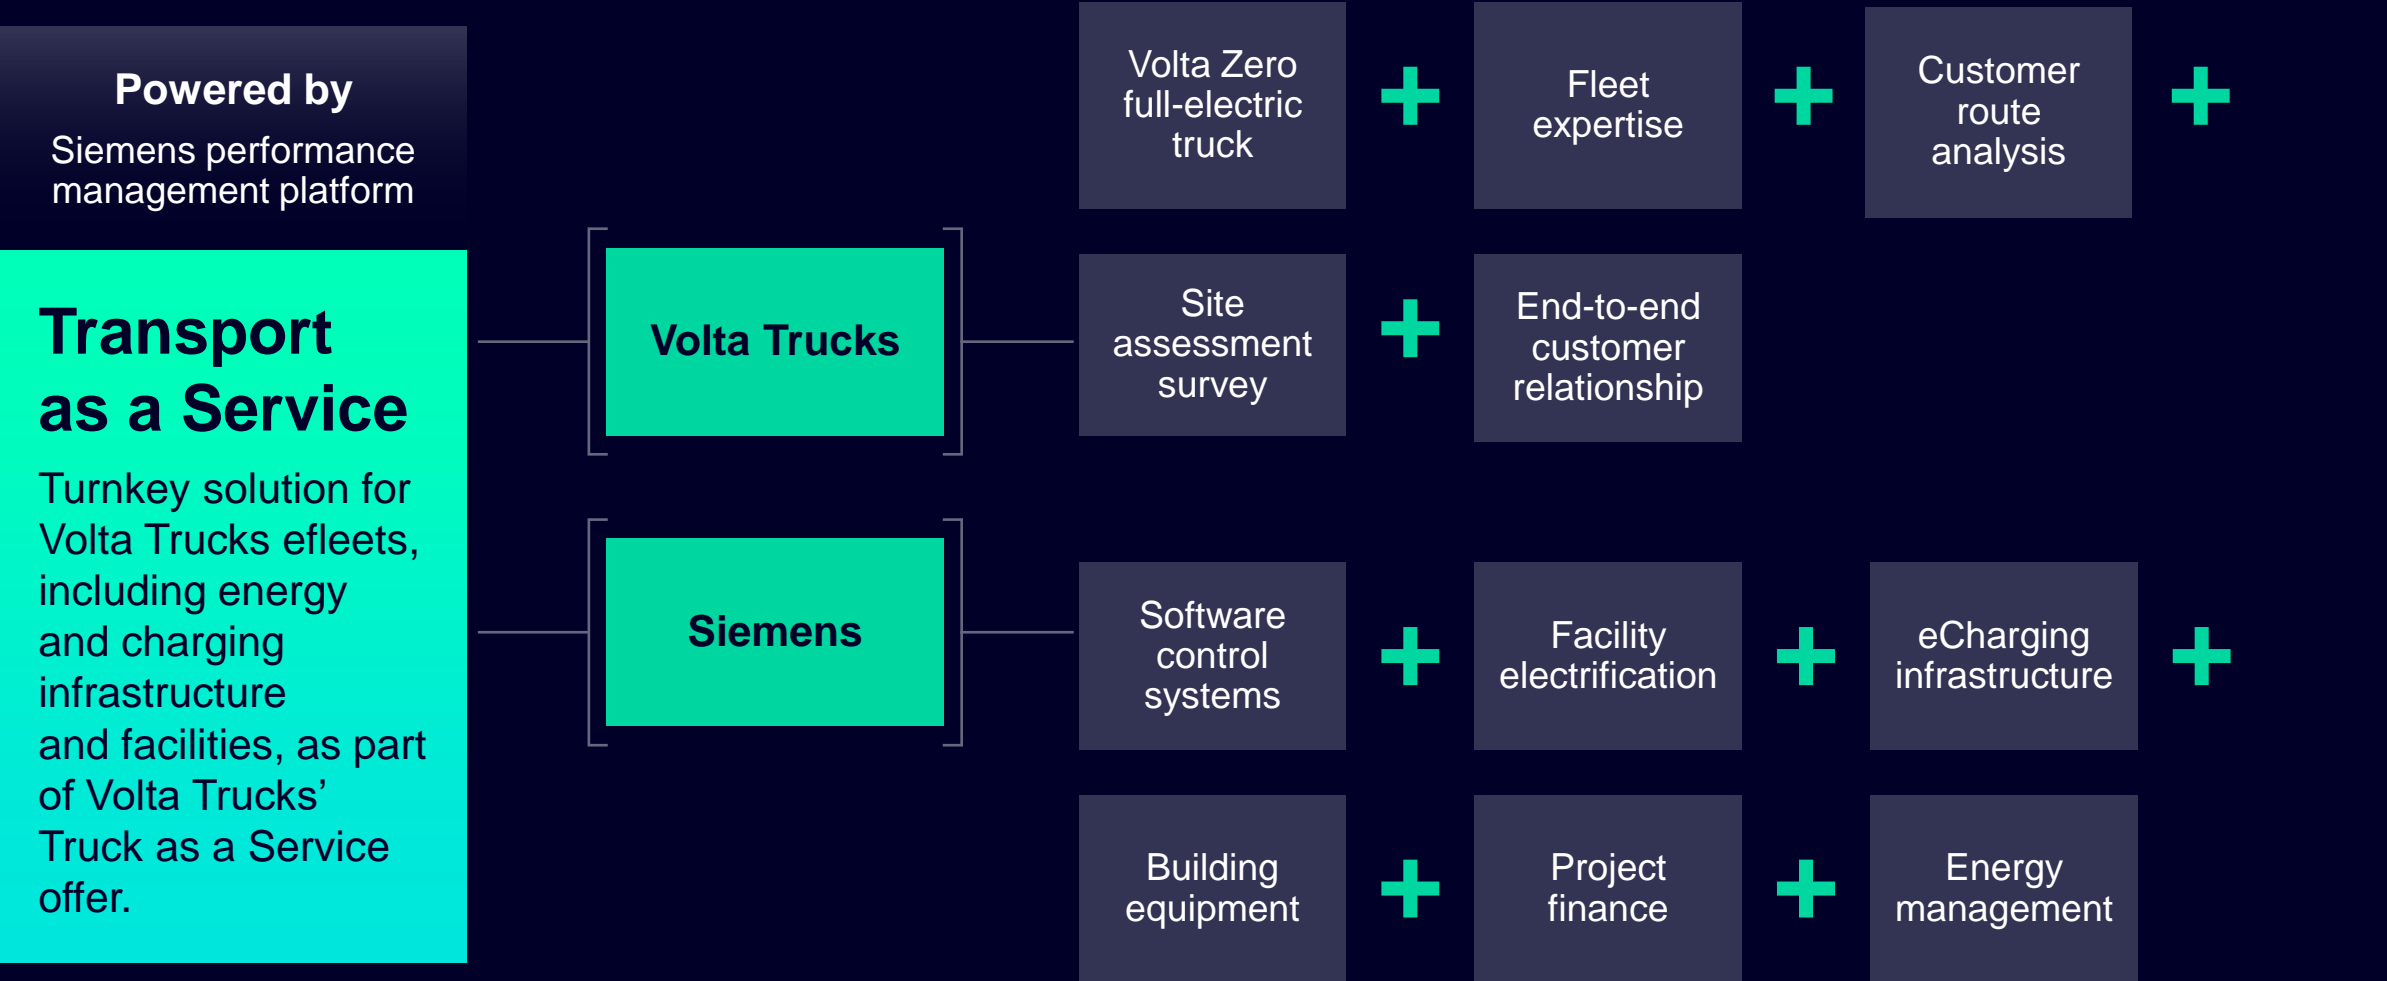 Powered by
Siemens performance
management platform
Transport
as a Service
Turnkey solution for
Volta Trucks efleets,
including energy
and charging
infrastructure
and facilities, as part
of Volta Trucks’
Truck as a Service
offer.
Volta Trucks
Volta Zero
full-electric
truck
+
Fleet
expertise
+
Customer
route
analysis
+
Site
assessment
survey
+
End-to-end
customer
relationship
Siemens
Software
control
systems
+
Facility
electrification
+
eCharging
infrastructure
+
Building
equipment
+
Project
finance
+
Energy
management